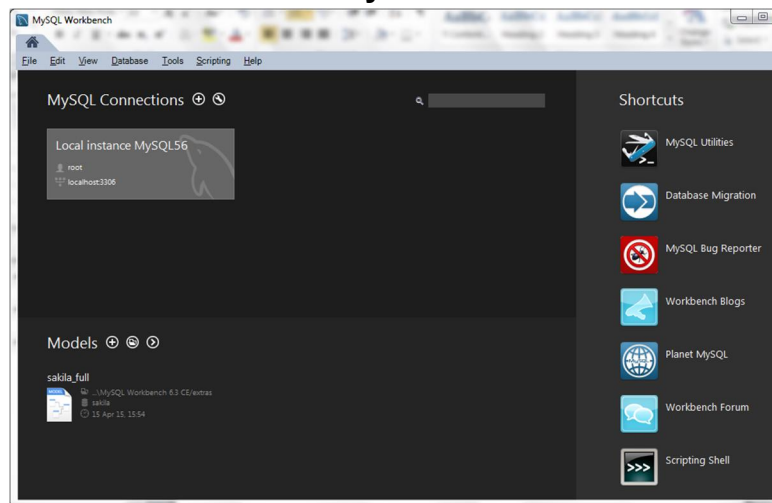 MySQL Workbench
File Edit View Database Tools Scripting Help
MySQL Connections
Local instance MySQL56
root
localhost:3306
Models
sakila_full
..\MySQL Workbench 6.3 CE/extras
sakila
15 Apr 15, 15:54
Shortcuts
MySQL Utilities
Database Migration
MySQL Bug Reporter
Workbench Blogs
Planet MySQL
Workbench Forum
Scripting Shell